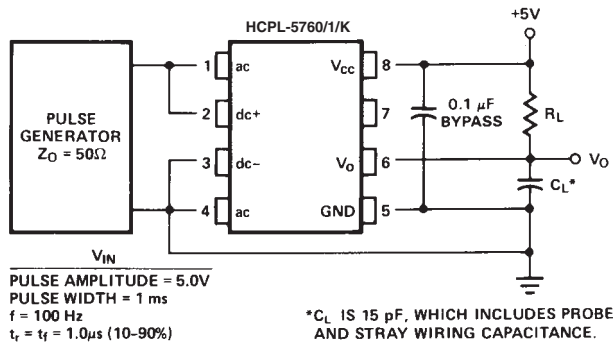 HCPL-5760/1/K
+5V
PULSE
GENERATOR
Z_O = 50Ω
1 ac
2 dc+
3 dc-
4 ac
V_CC 8
7
V_O 6
GND 5
0.1 μF
BYPASS
R_L
V_O
C_L*
V_IN
PULSE AMPLITUDE = 5.0V
PULSE WIDTH = 1 ms
f = 100 Hz
t_r = t_f = 1.0μs (10-90%)
*C_L IS 15 pF, WHICH INCLUDES PROBE
AND STRAY WIRING CAPACITANCE.